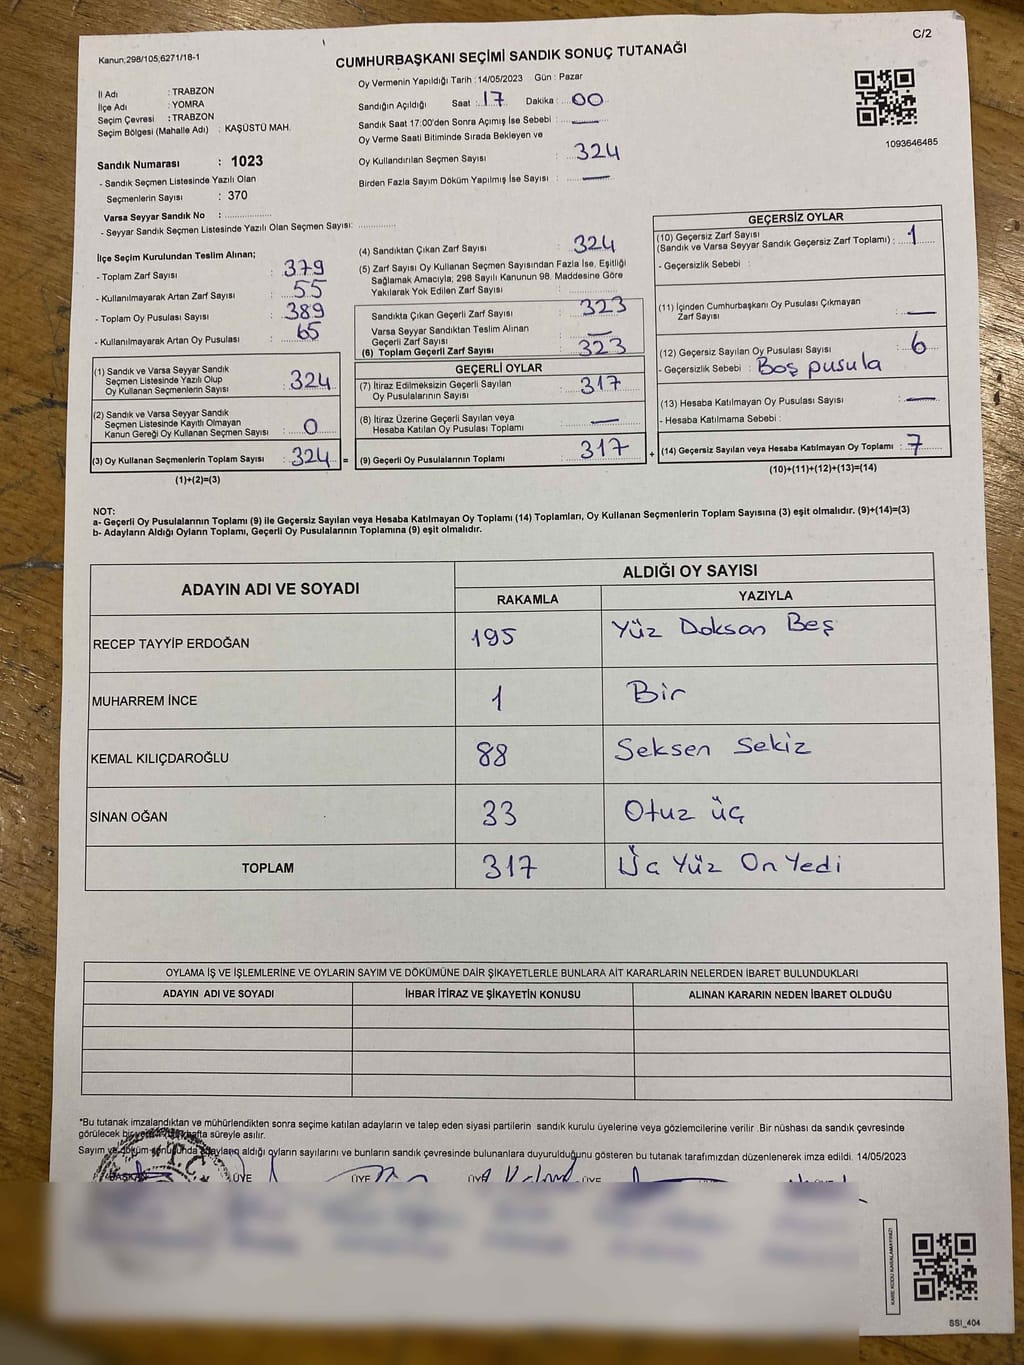 C/2
Kanun;298/105;6271/18-1
CUMHURBAŞKANI SEÇİMİ SANDIK SONUÇ TUTANAĞI
İl Adı : TRABZON
İlçe Adı : YOMRA
Seçim Çevresi : TRABZON
Seçim Bölgesi (Mahalle Adı) : KAŞÜSTÜ MAH.
Oy Vermenin Yapıldığı Tarih : 14/05/2023 Gün : Pazar
Sandığın Açıldığı Saat : 17 Dakika : 00
Sandık Saat 17:00'den Sonra Açılmış İse Sebebi : —
Oy Verme Saati Bitiminde Sırada Bekleyen ve
Oy Kullandırılan Seçmen Sayısı : 324
Birden Fazla Sayım Döküm Yapılmış İse Sayısı : —
1093646485
Sandık Numarası : 1023
- Sandık Seçmen Listesinde Yazılı Olan
Seçmenlerin Sayısı : 370
Varsa Seyyar Sandık No :
- Seyyar Sandık Seçmen Listesinde Yazılı Olan Seçmen Sayısı:
İlçe Seçim Kurulundan Teslim Alınan;
- Toplam Zarf Sayısı : 379
- Kullanılmayarak Artan Zarf Sayısı : 55
- Toplam Oy Pusulası Sayısı : 389
- Kullanılmayarak Artan Oy Pusulası : 65
(1) Sandık ve Varsa Seyyar Sandık
Seçmen Listesinde Yazılı Olup
Oy Kullanan Seçmenlerin Sayısı : 324
(2) Sandık ve Varsa Seyyar Sandık
Seçmen Listesinde Kayıtlı Olmayan
Kanun Gereği Oy Kullanan Seçmen Sayısı : 0
(3) Oy Kullanan Seçmenlerin Toplam Sayısı : 324 =
(1)+(2)=(3)
(4) Sandıktan Çıkan Zarf Sayısı : 324
(5) Zarf Sayısı Oy Kullanan Seçmen Sayısından Fazla İse, Eşitliği
Sağlamak Amacıyla; 298 Sayılı Kanunun 98. Maddesine Göre
Yakılarak Yok Edilen Zarf Sayısı :
Sandıkta Çıkan Geçerli Zarf Sayısı : 323
Varsa Seyyar Sandıktan Teslim Alınan
Geçerli Zarf Sayısı : —
(6) Toplam Geçerli Zarf Sayısı : 323
GEÇERLİ OYLAR
(7) İtiraz Edilmeksizin Geçerli Sayılan
Oy Pusulalarının Sayısı : 317
(8) İtiraz Üzerine Geçerli Sayılan veya
Hesaba Katılan Oy Pusulası Toplamı : —
(9) Geçerli Oy Pusulalarının Toplamı : 317 +
GEÇERSİZ OYLAR
(10) Geçersiz Zarf Sayısı
(Sandık ve Varsa Seyyar Sandık Geçersiz Zarf Toplamı) : 1
- Geçersizlik Sebebi :
(11) İçinden Cumhurbaşkanı Oy Pusulası Çıkmayan
Zarf Sayısı : —
(12) Geçersiz Sayılan Oy Pusulası Sayısı : 6
- Geçersizlik Sebebi : Boş pusula
(13) Hesaba Katılmayan Oy Pusulası Sayısı : —
- Hesaba Katılmama Sebebi :
(14) Geçersiz Sayılan veya Hesaba Katılmayan Oy Toplamı : 7
(10)+(11)+(12)+(13)=(14)
NOT:
a- Geçerli Oy Pusulalarının Toplamı (9) ile Geçersiz Sayılan veya Hesaba Katılmayan Oy Toplamı (14) Toplamları, Oy Kullanan Seçmenlerin Toplam Sayısına (3) eşit olmalıdır. (9)+(14)=(3)
b- Adayların Aldığı Oyların Toplamı, Geçerli Oy Pusulalarının Toplamına (9) eşit olmalıdır.
ADAYIN ADI VE SOYADI ALDIĞI OY SAYISI
RAKAMLA YAZIYLA
RECEP TAYYİP ERDOĞAN 195 Yüz Doksan Beş
MUHARREM İNCE 1 Bir
KEMAL KILIÇDAROĞLU 88 Seksen Sekiz
SİNAN OĞAN 33 Otuz üç
TOPLAM 317 Üç Yüz On Yedi
OYLAMA İŞ VE İŞLEMLERİNE VE OYLARIN SAYIM VE DÖKÜMÜNE DAİR ŞİKAYETLERLE BUNLARA AİT KARARLARIN NELERDEN İBARET BULUNDUKLARI
ADAYIN ADI VE SOYADI İHBAR İTİRAZ VE ŞİKAYETİN KONUSU ALINAN KARARIN NEDEN İBARET OLDUĞU
*Bu tutanak imzalandıktan ve mühürlendikten sonra seçime katılan adayların ve talep eden siyasi partilerin sandık kurulu üyelerine veya gözlemcilerine verilir .Bir nüshası da sandık çevresinde
görülecek bir yere hafta süreyle asılır.
Sayım ve döküm sonucunda adayların aldığı oyların sayılarını ve bunların sandık çevresinde bulunanlara duyurulduğunu gösteren bu tutanak tarafımızdan düzenlenerek imza edildi. 14/05/2023
BAŞKAN ÜYE ÜYE ÜYE ÜYE
T.C.
KARE KODU KARALAMAYINIZ!
SSI_404